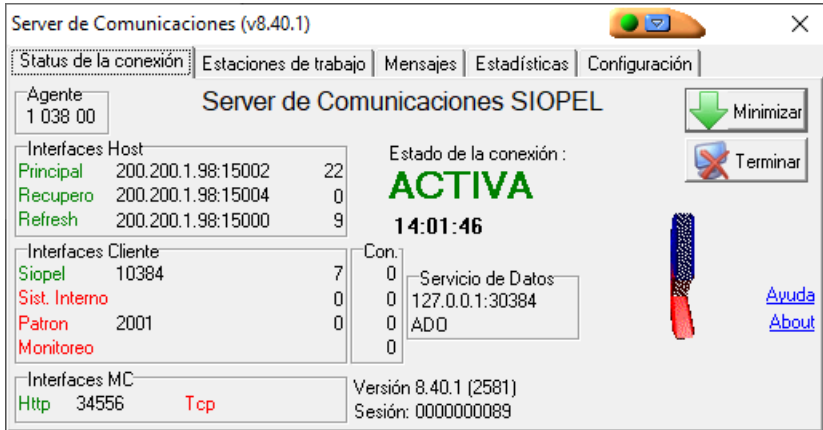 Server de Comunicaciones (v8.40.1)
Status de la conexión Estaciones de trabajo Mensajes Estadísticas Configuración
Agente
1 038 00
Server de Comunicaciones SIOPEL
Minimizar
Terminar
Interfaces Host
Principal 200.200.1.98:15002 22
Recupero 200.200.1.98:15004 0
Refresh 200.200.1.98:15000 9
Estado de la conexión :
ACTIVA
14:01:46
Interfaces Cliente
Siopel 10384 7
Sist. Interno 0
Patron 2001 0
Monitoreo
Con.
0
0
0
0
Servicio de Datos
127.0.0.1:30384
ADO
Ayuda
About
Interfaces MC
Http 34556 Tcp
Versión 8.40.1 (2581)
Sesión: 0000000089